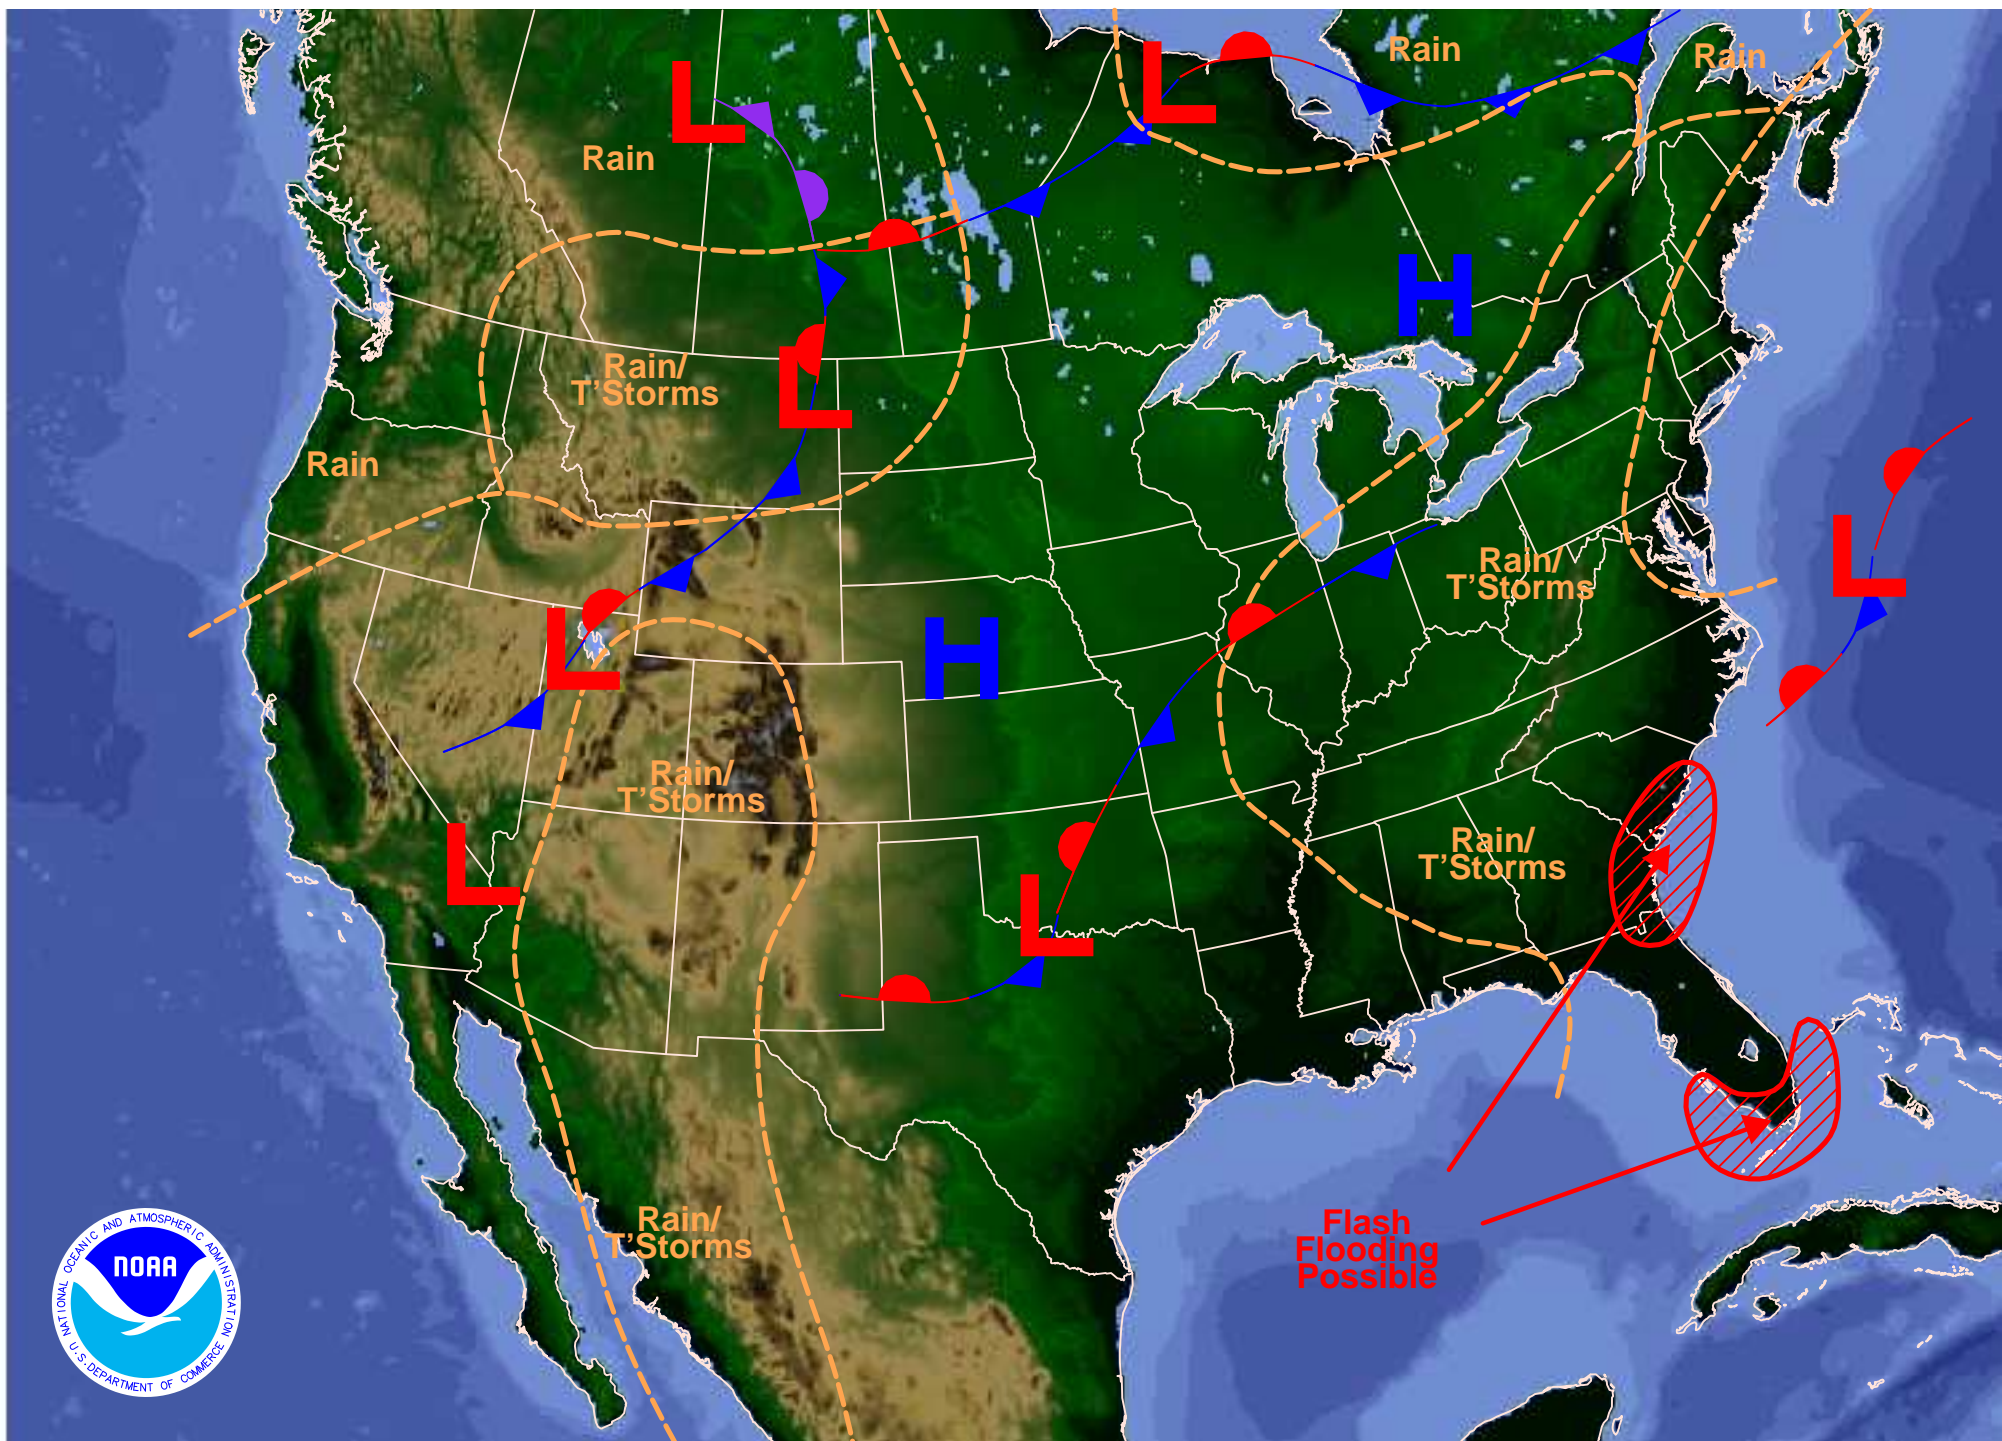 Rain
Rain
L
L
Rain
H
Rain/
T'Storms
L
Rain
L
Rain/
T'Storms
L
H
Rain/
T'Storms
L
Rain/
T'Storms
L
Flash
Flooding
Possible
Rain/
T'Storms
NATIONAL OCEANIC AND ATMOSPHERIC ADMINISTRATION
NOAA
U.S. DEPARTMENT OF COMMERCE